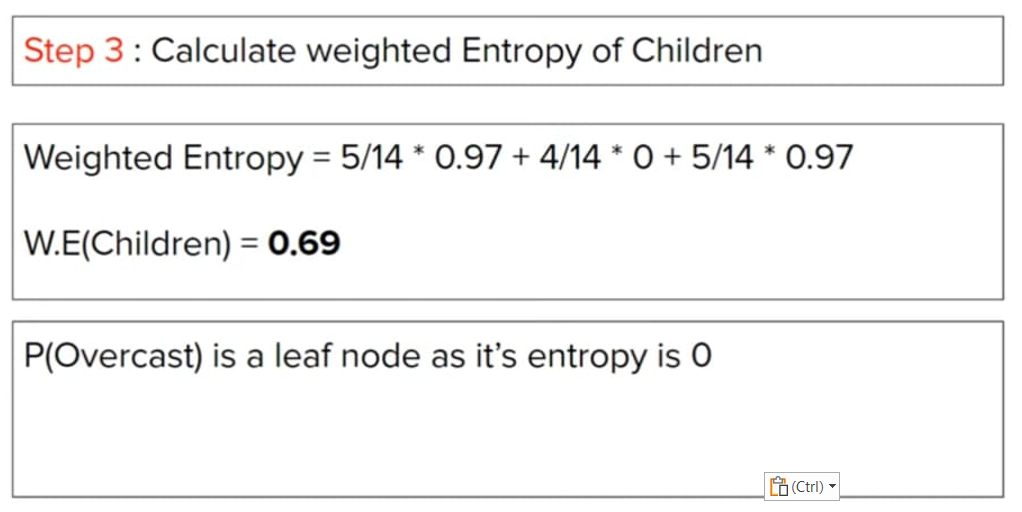 Step 3 : Calculate weighted Entropy of Children
Weighted Entropy = 5/14 * 0.97 + 4/14 * 0 + 5/14 * 0.97
W.E(Children) = 0.69
P(Overcast) is a leaf node as it’s entropy is 0
(Ctrl)